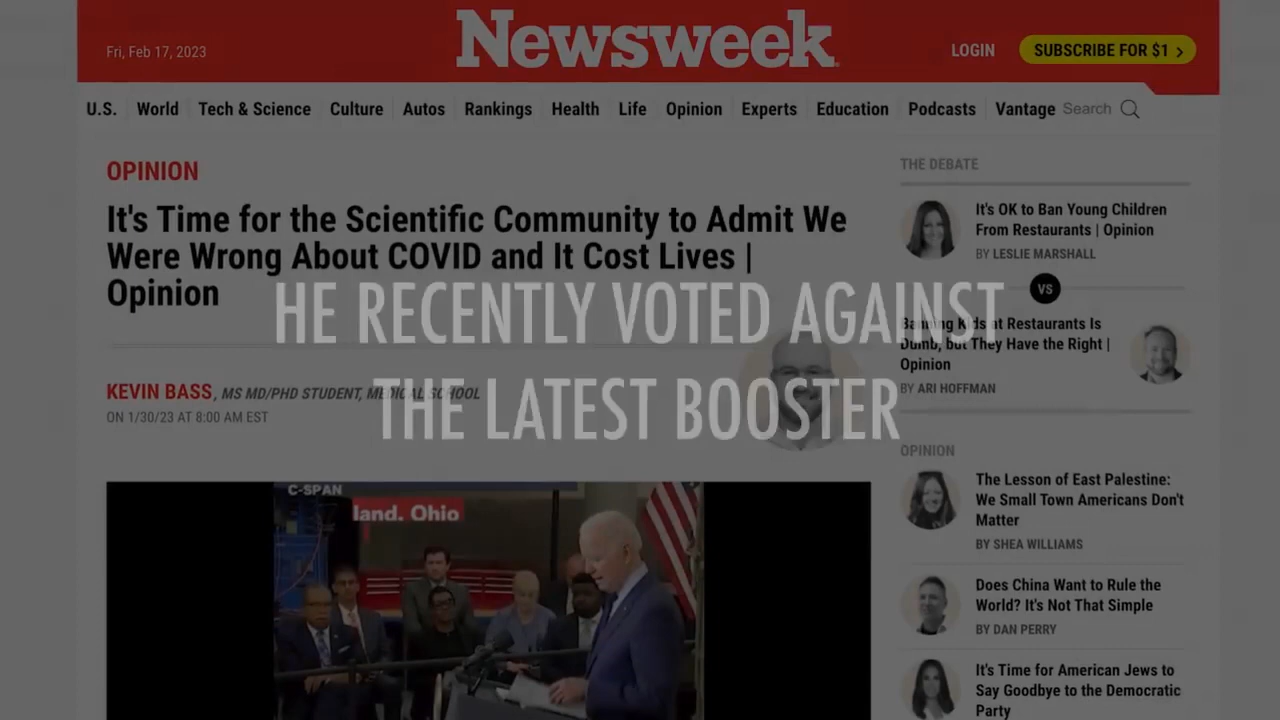 Newsweek
Fri, Feb 17, 2023
LOGIN
SUBSCRIBE FOR $1 >
U.S. World Tech & Science Culture Autos Rankings Health Life Opinion Experts Education Podcasts Vantage Search
OPINION
It's Time for the Scientific Community to Admit We
Were Wrong About COVID and It Cost Lives |
Opinion
HE RECENTLY VOTED AGAINST
THE LATEST BOOSTER
KEVIN BASS, MS MD/PHD STUDENT, MEDICAL SCHOOL
ON 1/30/23 AT 8:00 AM EST
C-SPAN
land, Ohio
THE DEBATE
It's OK to Ban Young Children
From Restaurants | Opinion
BY LESLIE MARSHALL
VS
Banning Kids at Restaurants Is
Dumb, but They Have the Right |
Opinion
BY ARI HOFFMAN
OPINION
The Lesson of East Palestine:
We Small Town Americans Don't
Matter
BY SHEA WILLIAMS
Does China Want to Rule the
World? It's Not That Simple
BY DAN PERRY
It's Time for American Jews to
Say Goodbye to the Democratic
Party